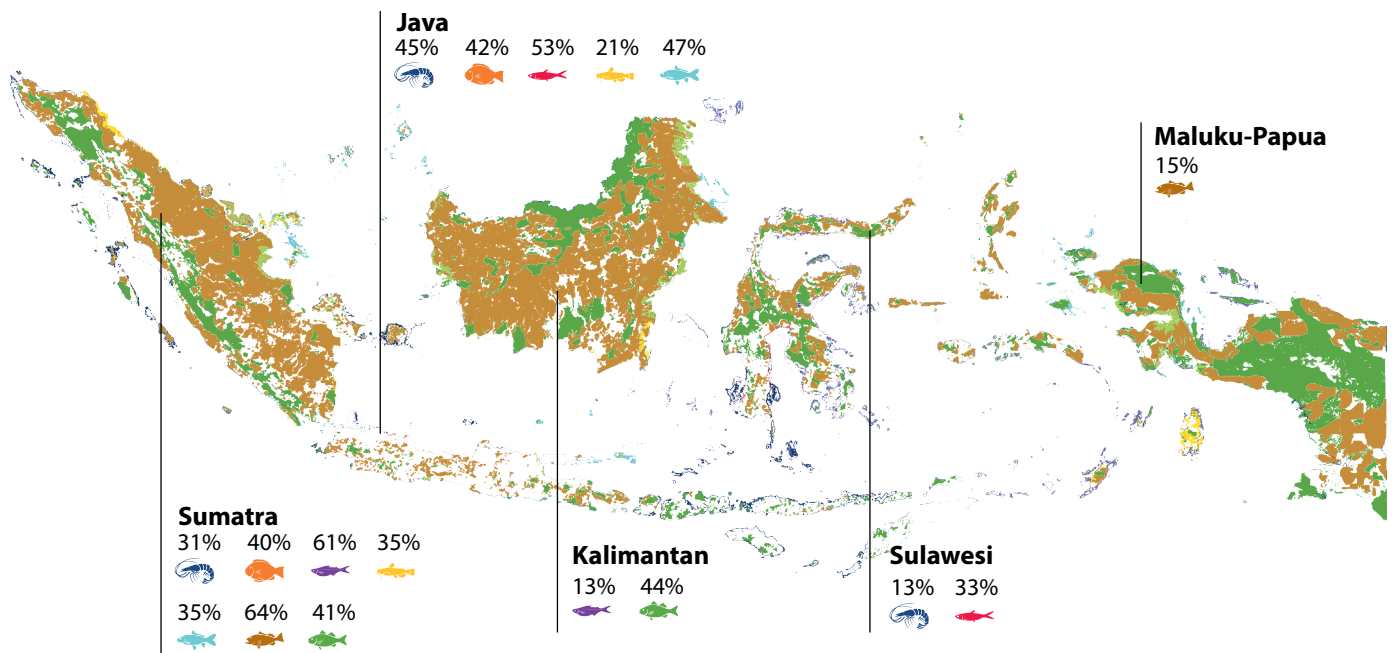 Java
45% 42% 53% 21% 47%
Maluku-Papua
15%
Sumatra
31% 40% 61% 35%
35% 64% 41%
Kalimantan
13% 44%
Sulawesi
13% 33%